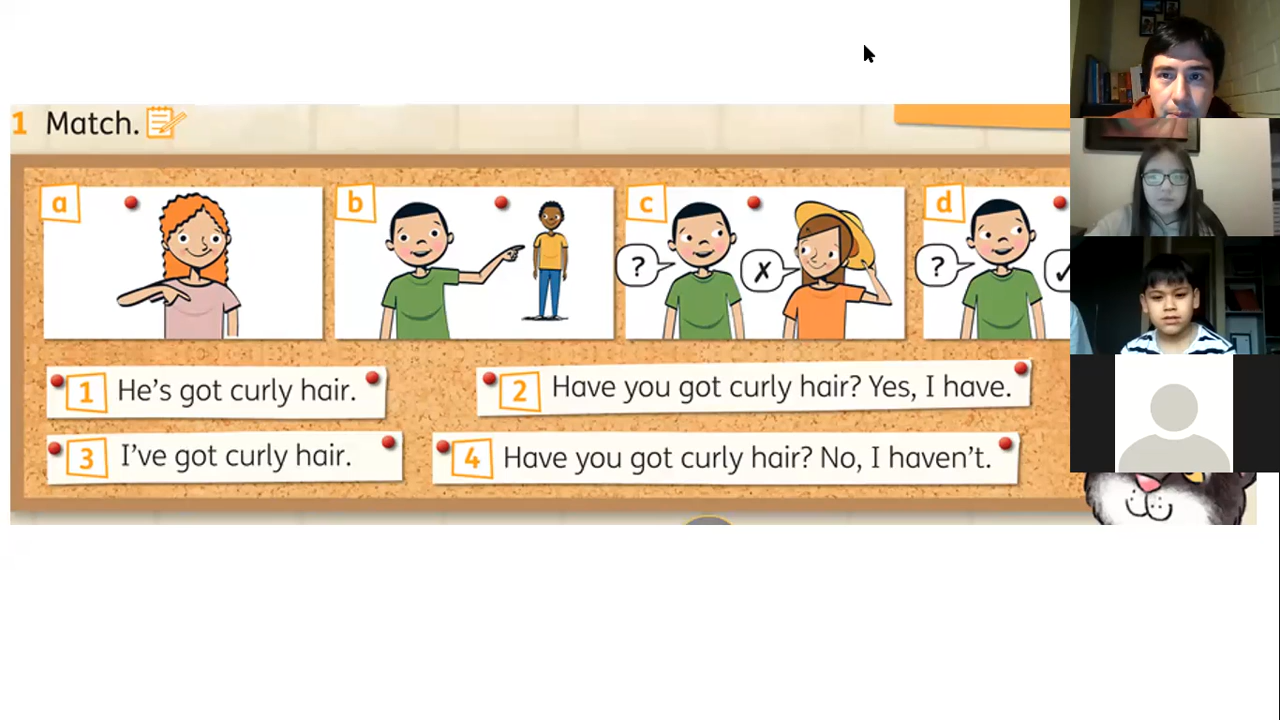 1 Match.
a b c d
? ✗ ? ✓
1 He's got curly hair.
2 Have you got curly hair? Yes, I have.
3 I've got curly hair.
4 Have you got curly hair? No, I haven't.